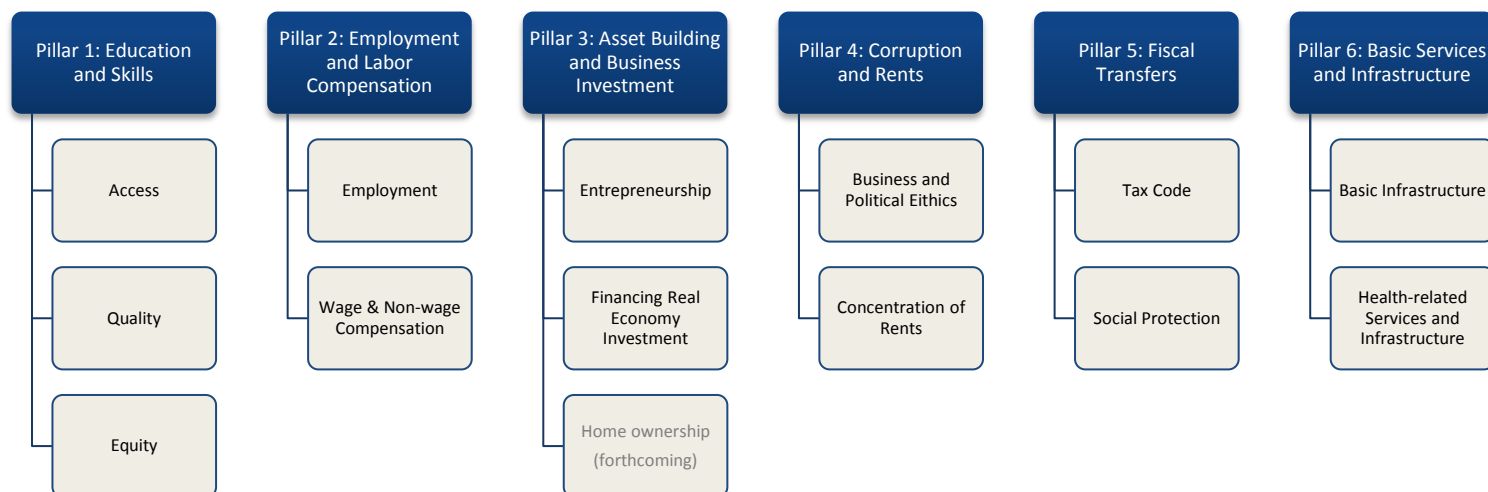 Pillar 1: Education
and Skills
Access
Quality
Equity
Pillar 2: Employment
and Labor
Compensation
Employment
Wage & Non-wage
Compensation
Pillar 3: Asset Building
and Business
Investment
Entrepreneurship
Financing Real
Economy
Investment
Home ownership
(forthcoming)
Pillar 4: Corruption
and Rents
Business and
Political Eithics
Concentration of
Rents
Pillar 5: Fiscal
Transfers
Tax Code
Social Protection
Pillar 6: Basic Services
and Infrastructure
Basic Infrastructure
Health-related
Services and
Infrastructure